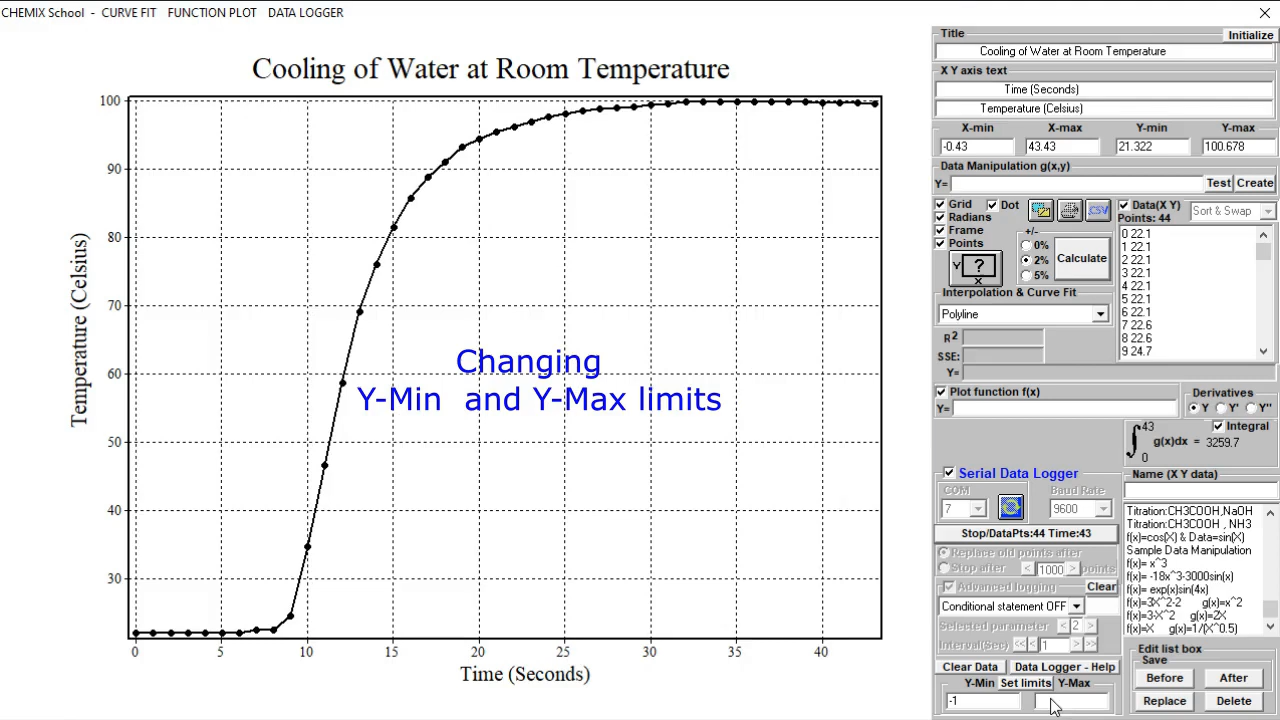 CHEMIX School - CURVE FIT FUNCTION PLOT DATA LOGGER
Cooling of Water at Room Temperature
100
90
80
70
60
50
40
30
Temperature (Celsius)
Changing
Y-Min and Y-Max limits
0 5 10 15 20 25 30 35 40
Time (Seconds)
Title Initialize
Cooling of Water at Room Temperature
X Y axis text
Time (Seconds)
Temperature (Celsius)
X-min X-max Y-min Y-max
-0.43 43.43 21.322 100.678
Data Manipulation g(x,y)
Y= Test Create
Grid Dot
Radians
Frame
Points
CSV
Y ? X
+/-
0%
2%
5%
Calculate
Data(X Y) Sort & Swap
Points: 44
0 22.1
1 22.1
2 22.1
3 22.1
4 22.1
5 22.1
6 22.1
7 22.6
8 22.6
9 24.7
Interpolation & Curve Fit
Polyline
R2
SSE:
Y=
Plot function f(x)
Y=
Derivatives
Y Y' Y''
Integral
43
g(x)dx = 3259.7
0
Serial Data Logger
COM Baud Rate
7 9600
Stop/DataPts:44 Time:43
Replace old points after
Stop after < 1000 > points
Advanced logging Clear
Conditional statement OFF
Selected parameter < 2 >
Interval(Sec) << < 1 > >>
Clear Data Data Logger - Help
Y-Min Set limits Y-Max
-1
Name (X Y data)
Titration:CH3COOH,NaOH
Titration:CH3COOH , NH3
f(x)=cos(X) & Data=sin(X)
Sample Data Manipulation
f(x)= x^3
f(x)= -18x^3-3000sin(x)
f(x)= exp(x)sin(4x)
f(x)=3X^2-2 g(x)=x^2
f(x)=3-X^2 g(x)=2X
f(x)=X g(x)=1/(X^0.5)
Edit list box
Save
Before After
Replace Delete